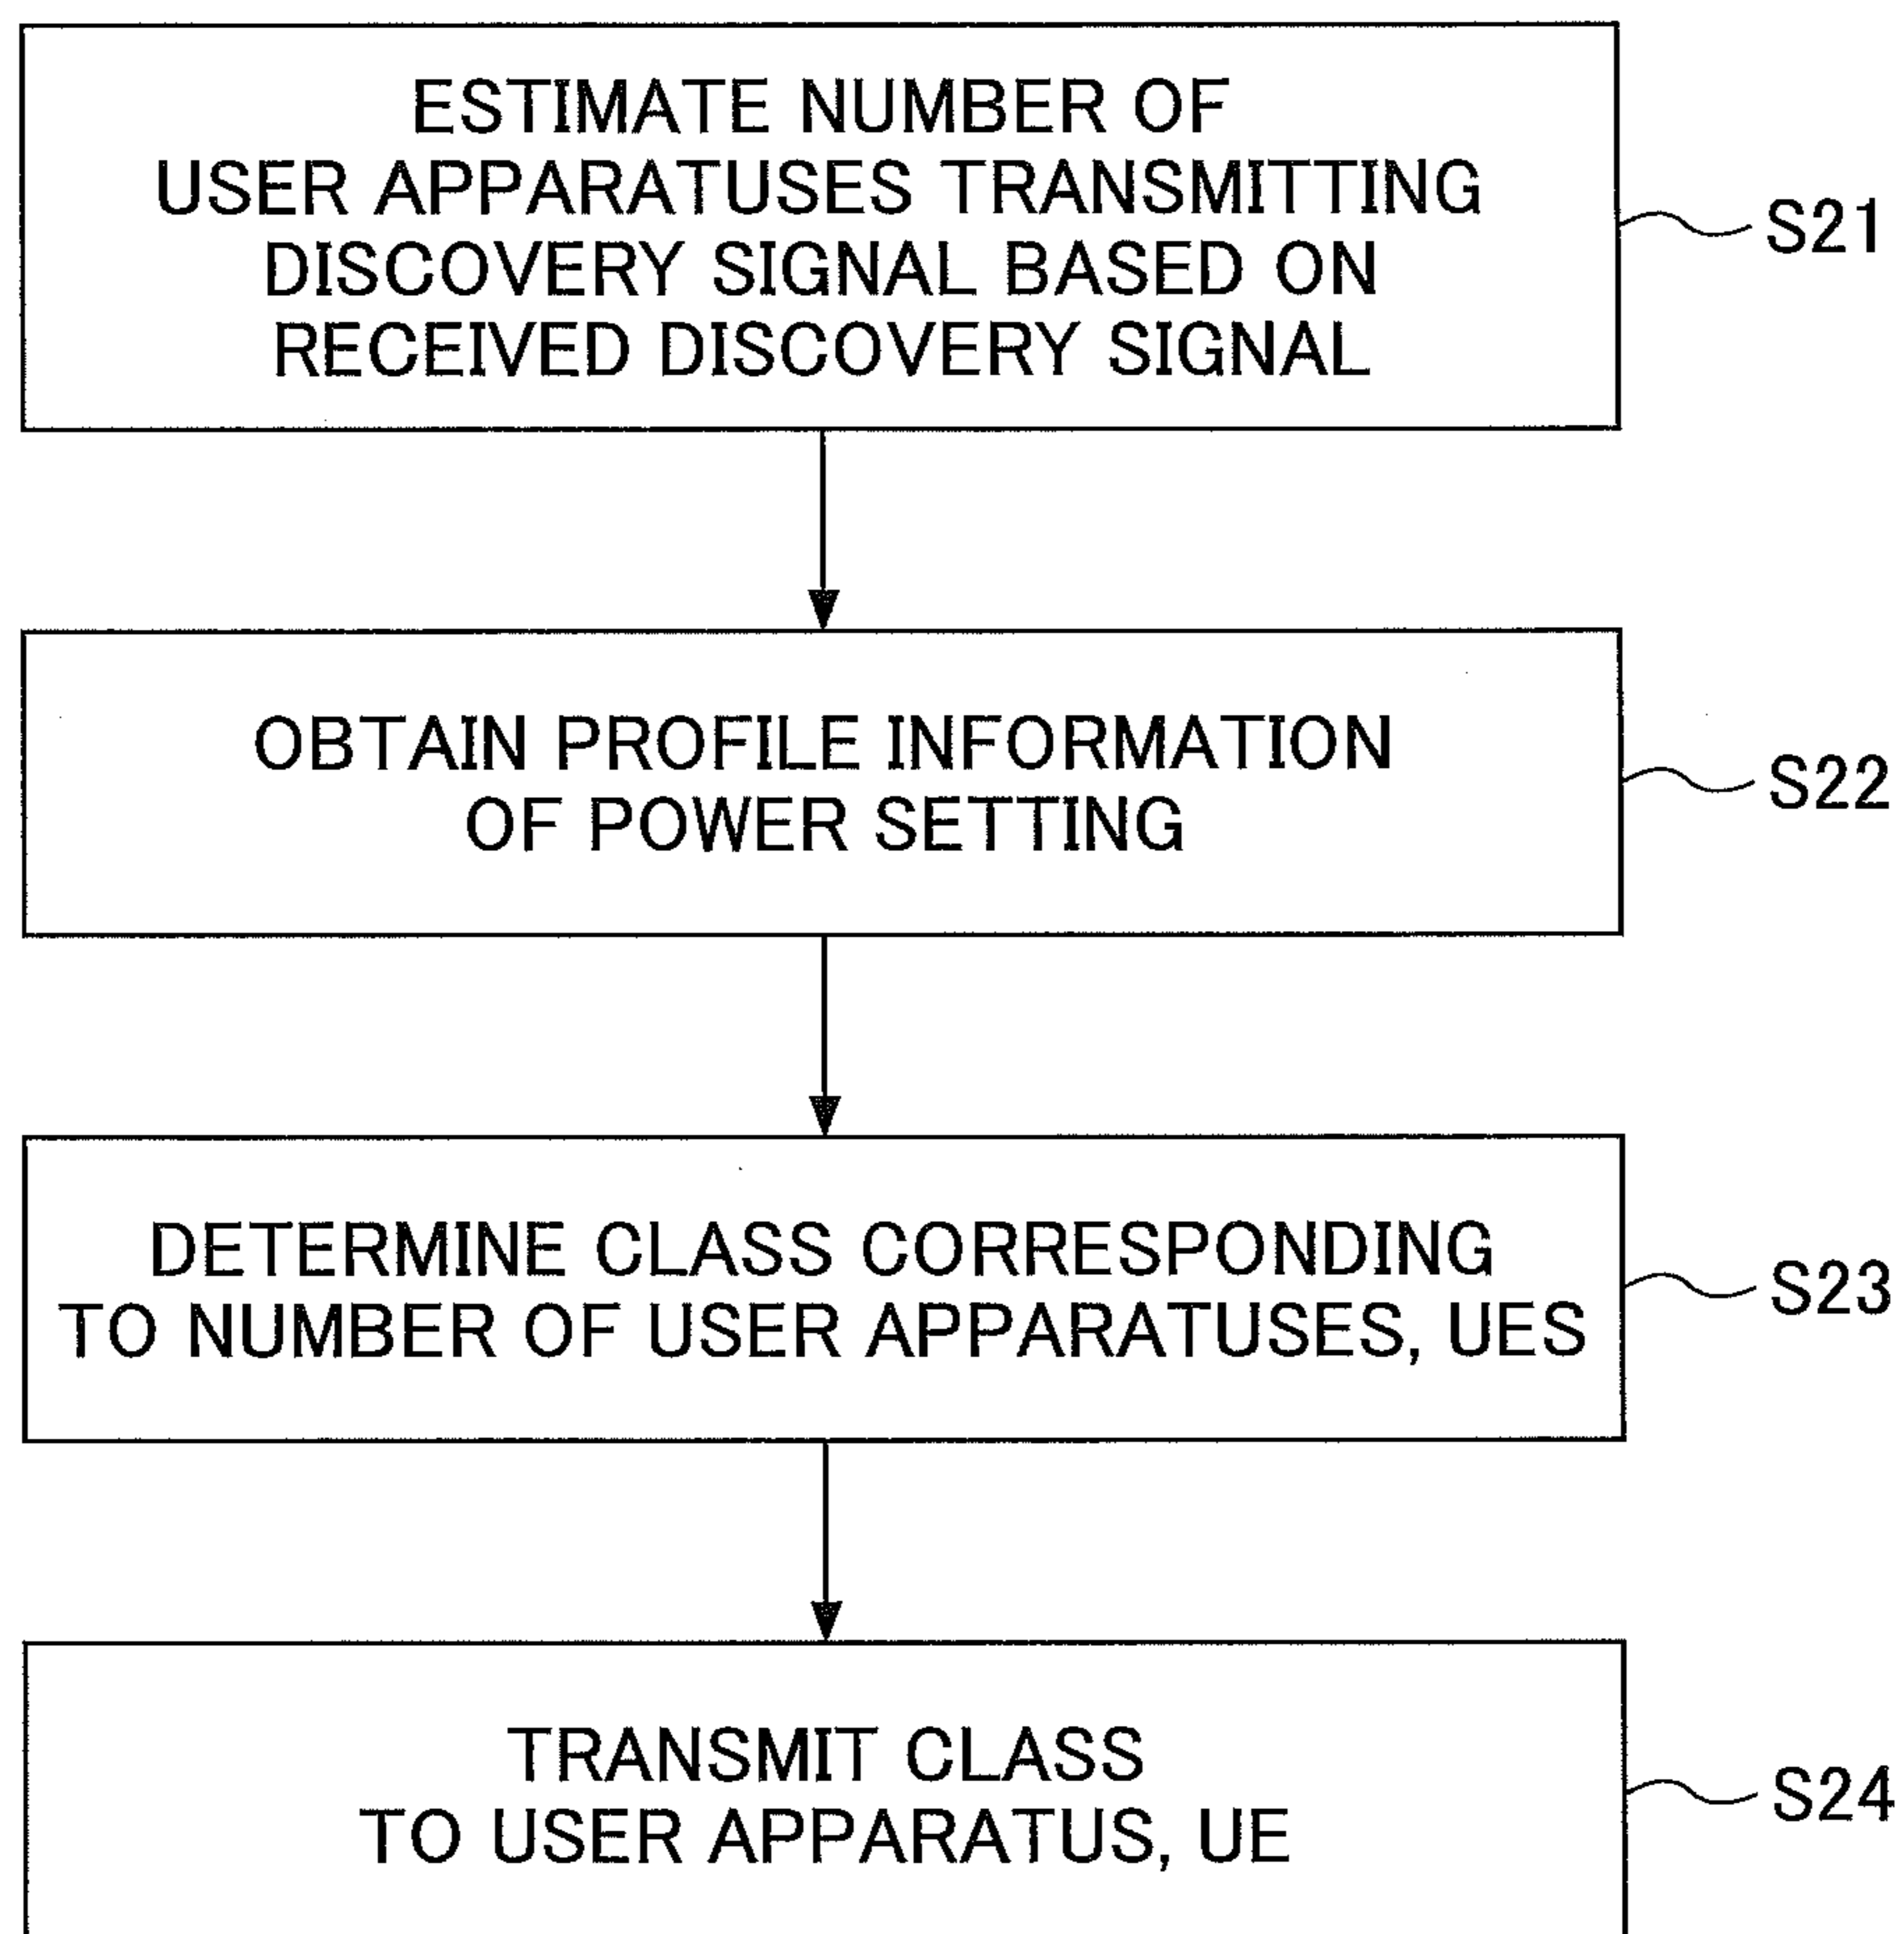 ESTIMATE NUMBER OF
USER APPARATUSES TRANSMITTING
DISCOVERY SIGNAL BASED ON
RECEIVED DISCOVERY SIGNAL
S21
OBTAIN PROFILE INFORMATION
OF POWER SETTING
S22
DETERMINE CLASS CORRESPONDING
TO NUMBER OF USER APPARATUSES, UES
S23
TRANSMIT CLASS
TO USER APPARATUS, UE
S24